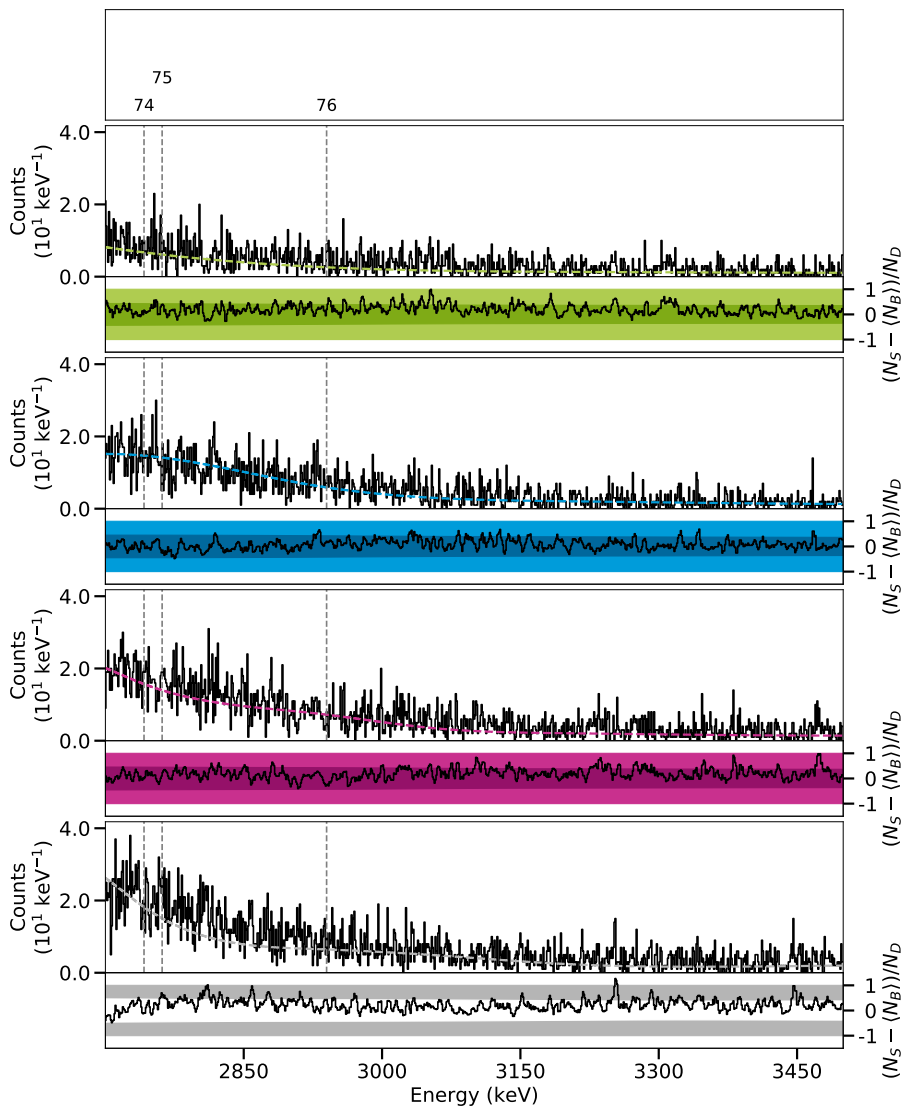 75
74 76
4.0
2.0
0.0
Counts
(10¹ keV⁻¹)
1
0
-1
(N_S − ⟨N_B⟩)/N_D
4.0
2.0
0.0
Counts
(10¹ keV⁻¹)
1
0
-1
(N_S − ⟨N_B⟩)/N_D
4.0
2.0
0.0
Counts
(10¹ keV⁻¹)
1
0
-1
(N_S − ⟨N_B⟩)/N_D
4.0
2.0
0.0
Counts
(10¹ keV⁻¹)
1
0
-1
(N_S − ⟨N_B⟩)/N_D
2850 3000 3150 3300 3450
Energy (keV)